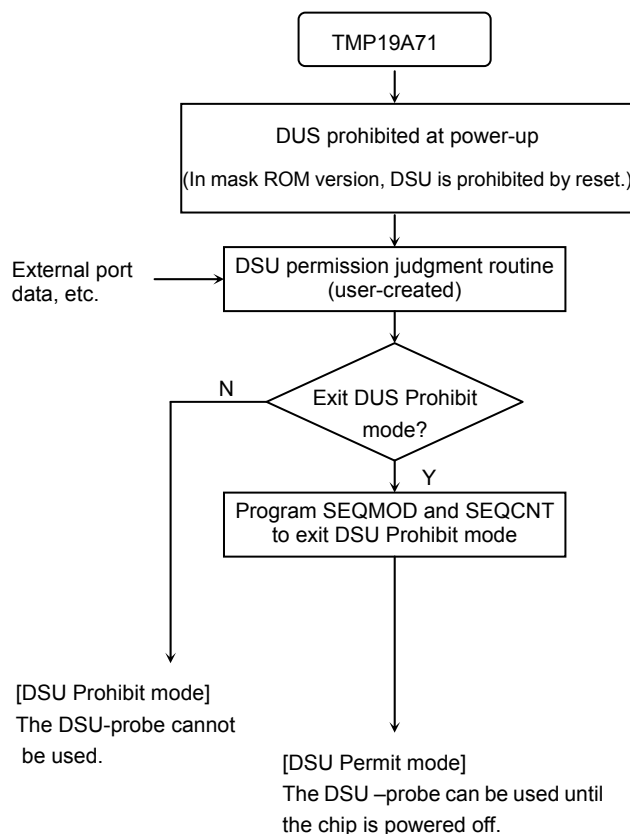 TMP19A71
DUS prohibited at power-up
(In mask ROM version, DSU is prohibited by reset.)
External port
data, etc.
DSU permission judgment routine
(user-created)
N
Exit DUS Prohibit
mode?
Y
Program SEQMOD and SEQCNT
to exit DSU Prohibit mode
[DSU Prohibit mode]
The DSU-probe cannot
be used.
[DSU Permit mode]
The DSU –probe can be used until
the chip is powered off.